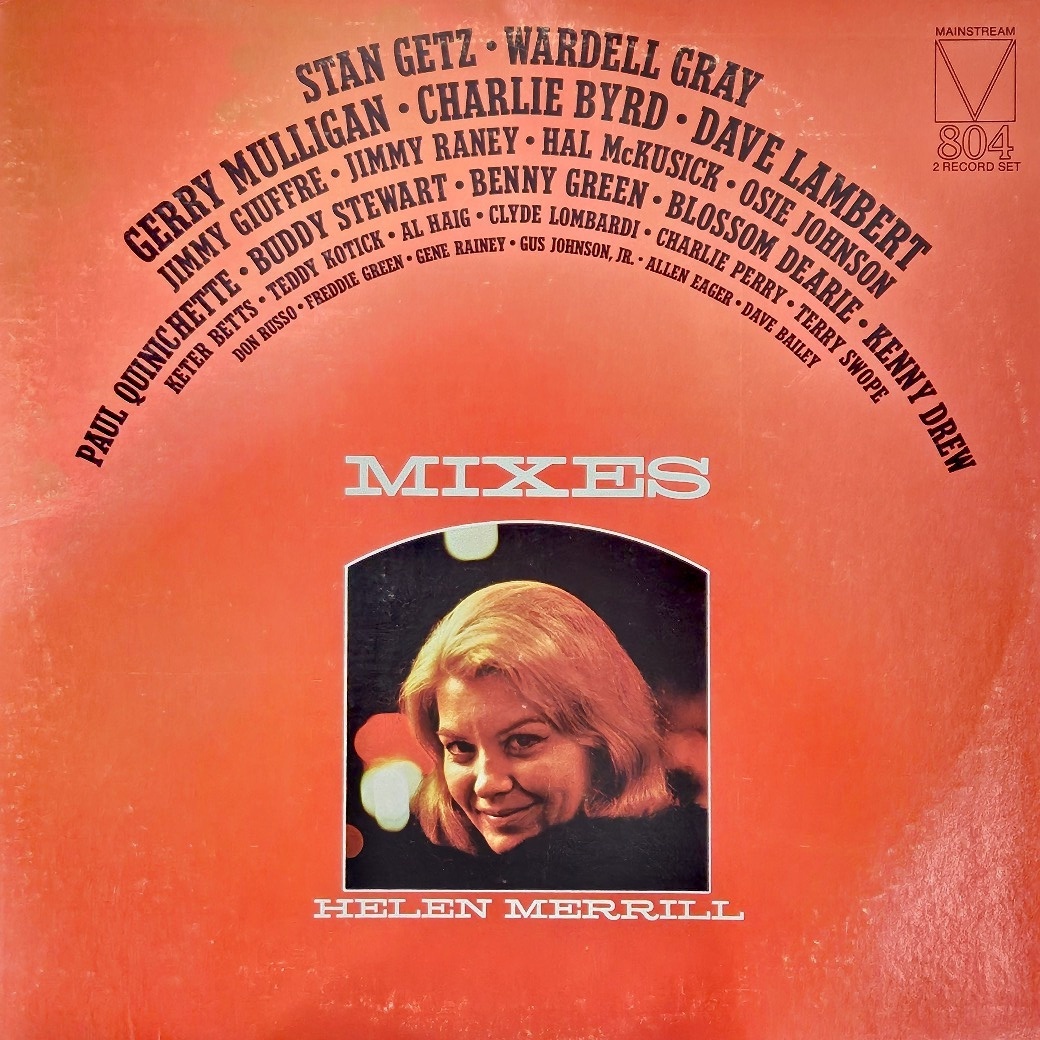 STAN GETZ • WARDELL GRAY
GERRY MULLIGAN • CHARLIE BYRD • DAVE LAMBERT
JIMMY GIUFFRE • JIMMY RANEY • HAL McKUSICK • OSIE JOHNSON
PAUL QUINICHETTE • BUDDY STEWART • BENNY GREEN • BLOSSOM DEARIE • KENNY DREW
KETER BETTS • TEDDY KOTICK • AL HAIG • CLYDE LOMBARDI • CHARLIE PERRY • TERRY SWOPE
DON RUSSO • FREDDIE GREEN • GENE RAINEY • GUS JOHNSON, JR. • ALLEN EAGER • DAVE BAILEY
MAINSTREAM
804
2 RECORD SET
MIXES
HELEN MERRILL